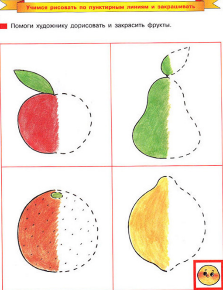 Учимся рисовать по пунктирным линиям и закрашивать
Помоги художнику дорисовать и закрасить фрукты.